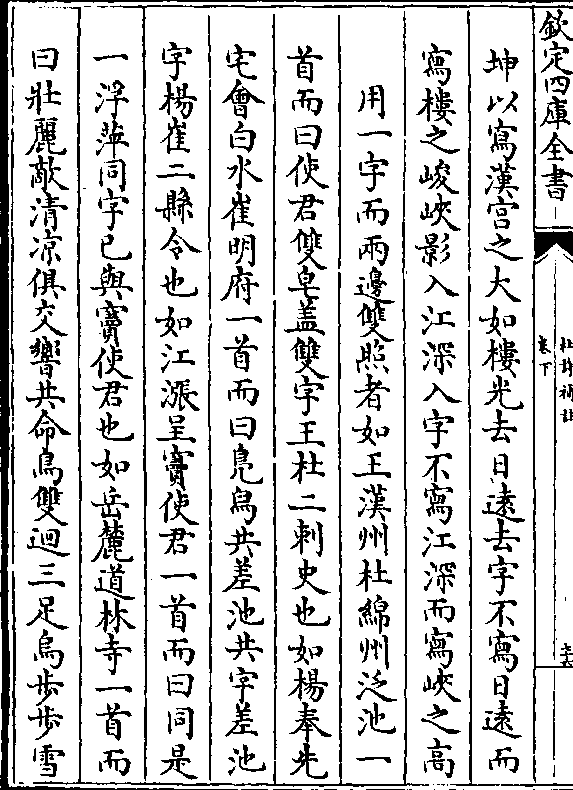 欽定四庫全書
杜詩補註
卷下
坤以寫漢宮之大如樓光去日遠去字不寫日遠而
寫樓之峻峽影入江深入字不寫江深而寫峽之高
用一字而兩邊雙照者如王漢州杜綿州泛池一
首而曰使君雙皂盖雙字王杜二刺史也如楊奉先
宅會白水崔明府一首而曰鳬舄共差池共字差池
字楊崔二縣令也如江漲呈竇使君一首而曰同是
一浮萍同字已與竇使君也如岳麓道林寺一首而
曰壯麗敵清凉俱交響共命鳥雙迴三足烏步步雪